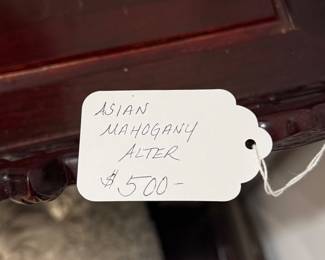 ASIAN
MAHOGANY
ALTER
$500-